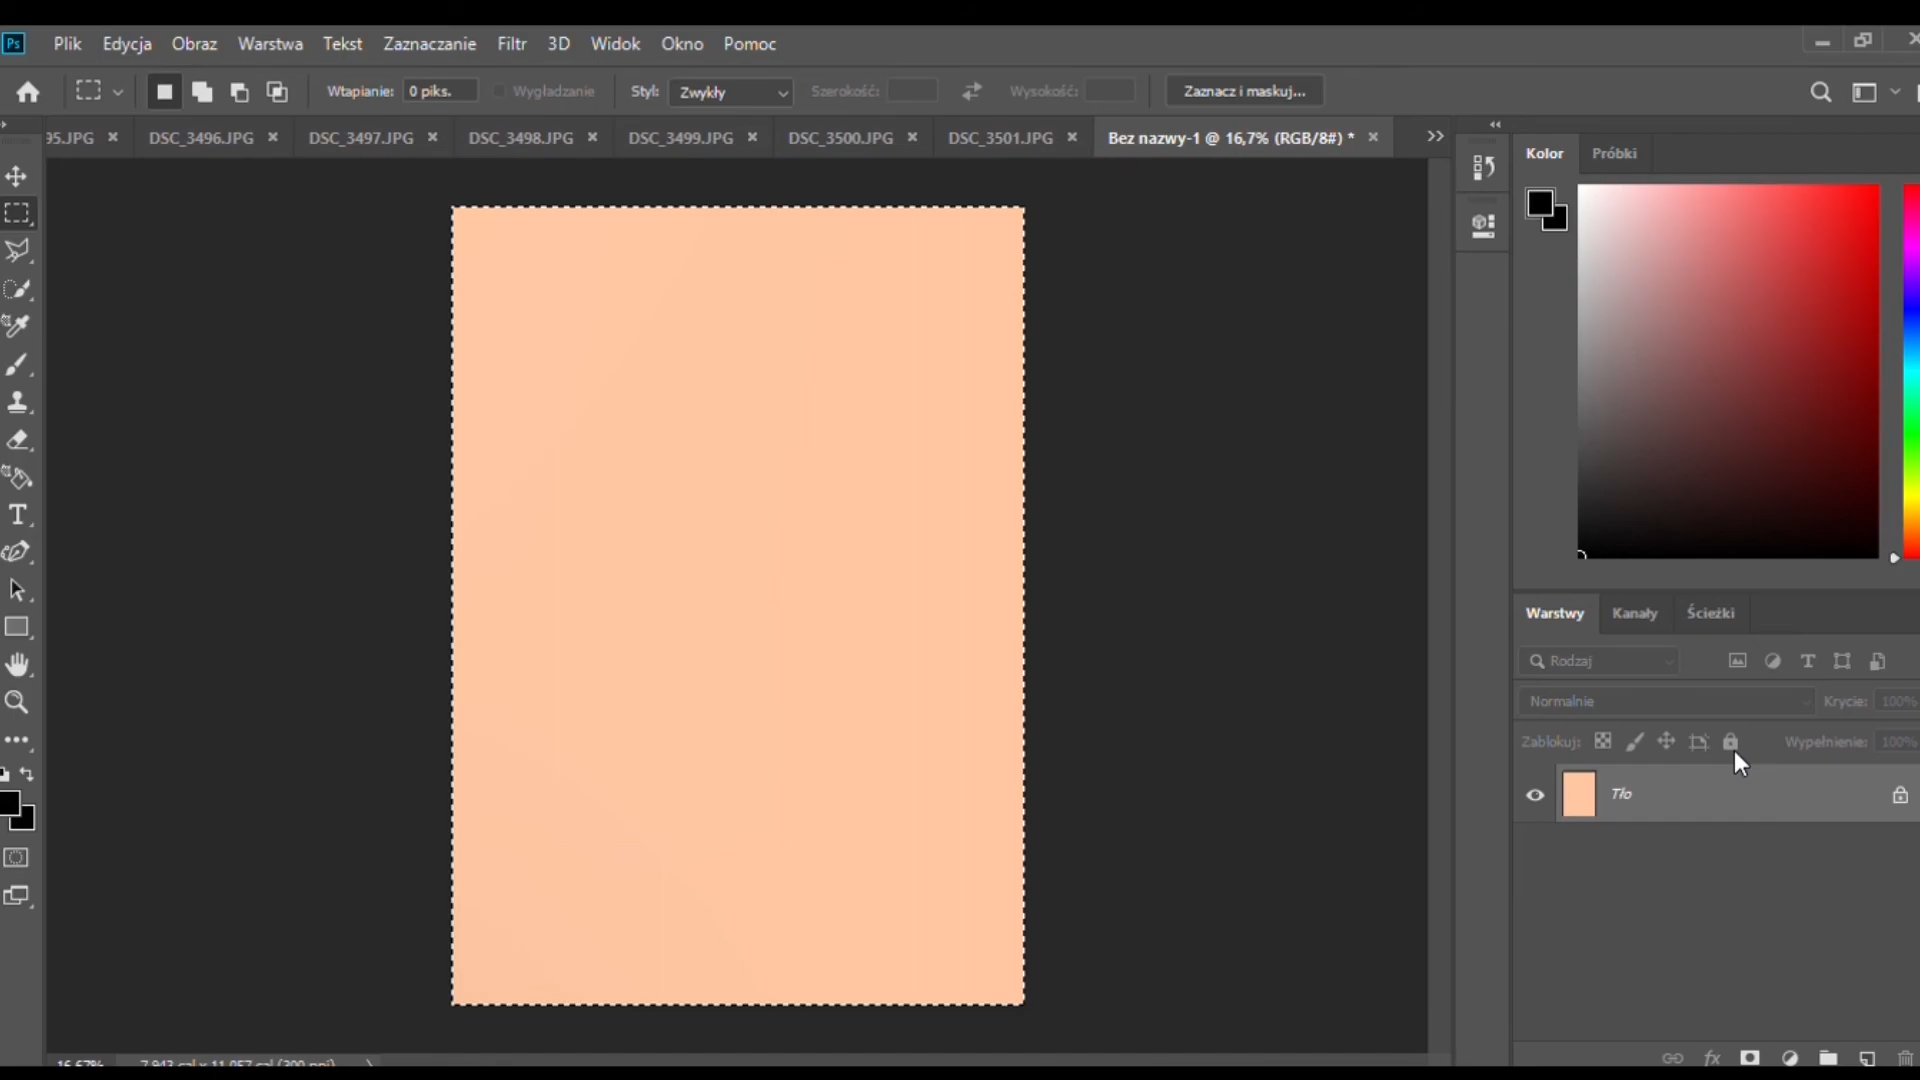 Ps Plik Edycja Obraz Warstwa Tekst Zaznaczanie Filtr 3D Widok Okno Pomoc
Wtapianie: 0 piks. Wygładzanie Styl: Zwykły Szerokość: Wysokość: Zaznacz i maskuj...
95.JPG DSC_3496.JPG DSC_3497.JPG DSC_3498.JPG DSC_3499.JPG DSC_3500.JPG DSC_3501.JPG Bez nazwy-1 @ 16,7% (RGB/8#) *
Kolor Próbki
Warstwy Kanały Ścieżki
Rodzaj
Normalnie Krycie: 100%
Zablokuj: Wypełnienie: 100%
Tło
16,67% 7,943 cal x 11,057 cal (300 ppi)
fx